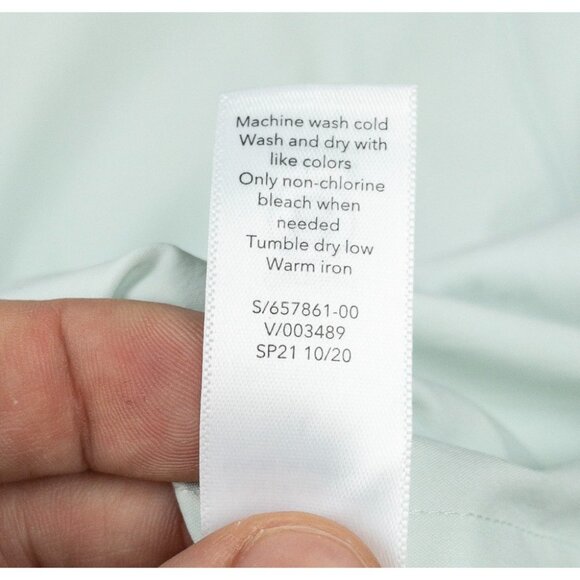 Machine wash cold
Wash and dry with
like colors
Only non-chlorine
bleach when
needed
Tumble dry low
Warm iron
S/657861-00
V/003489
SP21 10/20